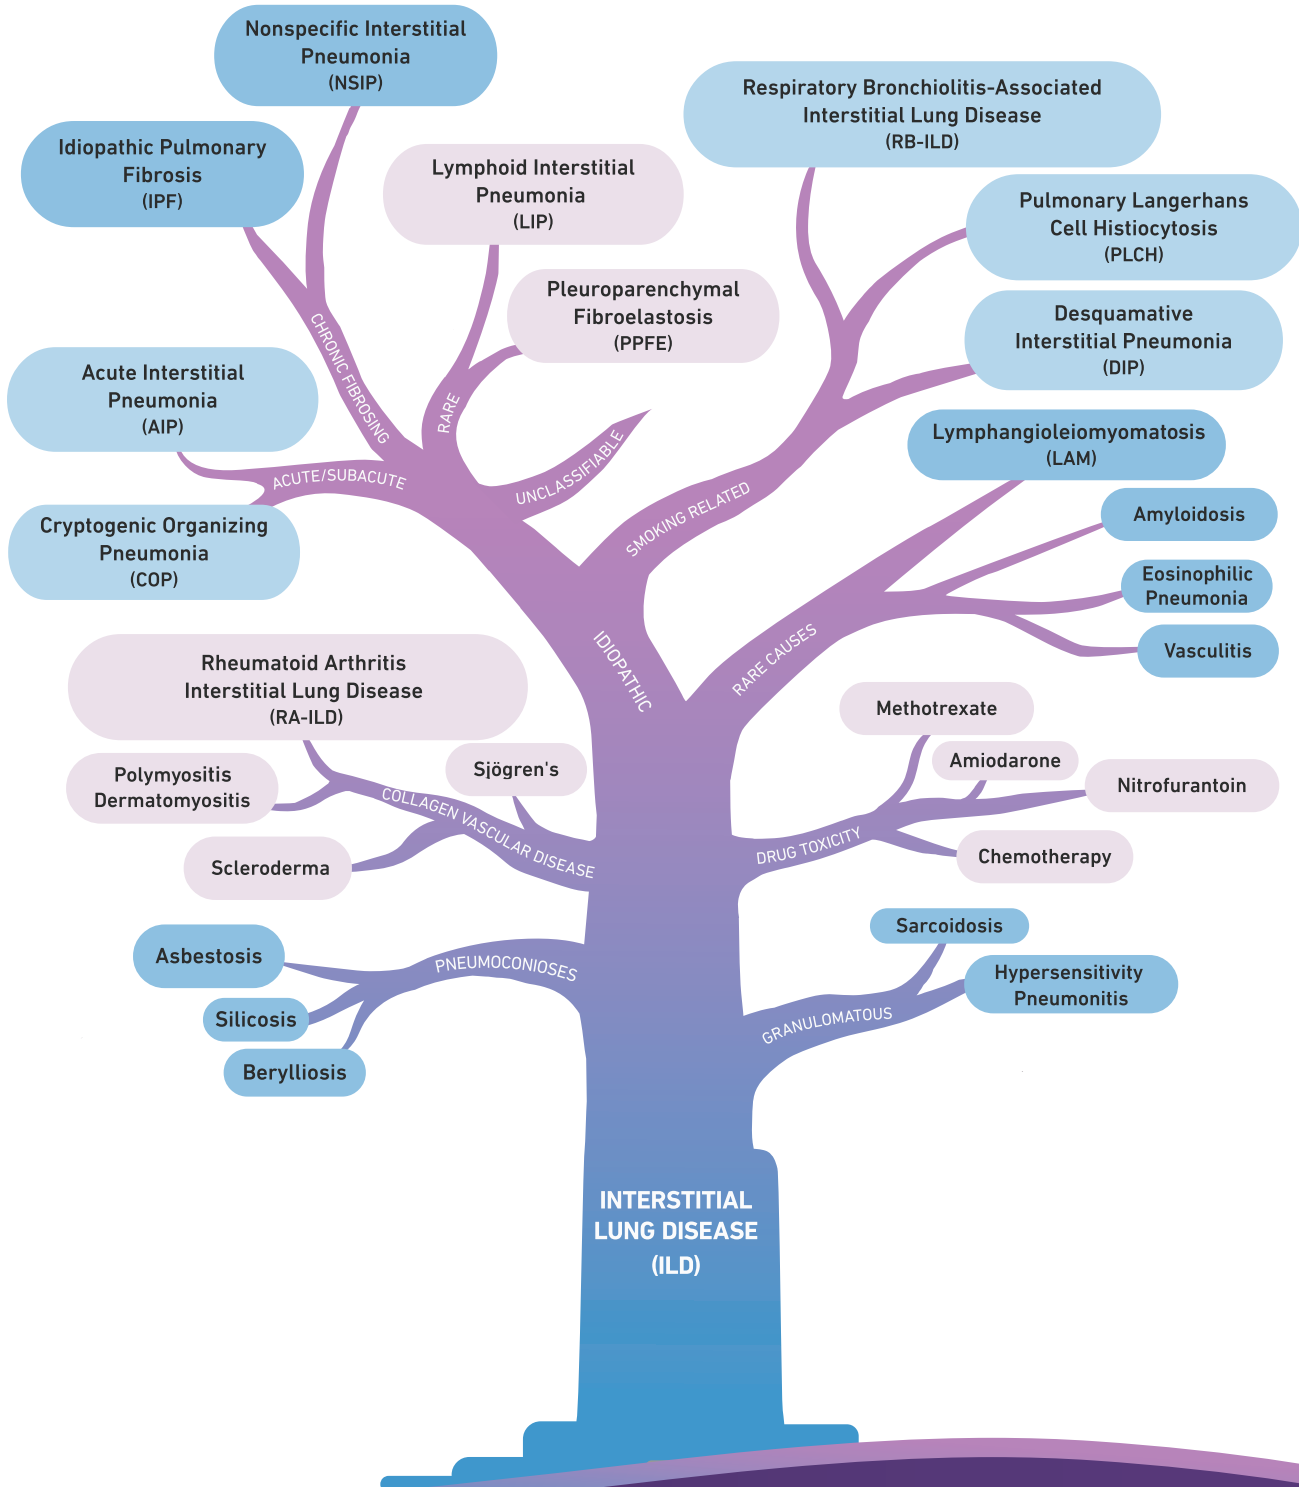 Nonspecific Interstitial
Pneumonia
(NSIP)
Idiopathic Pulmonary
Fibrosis
(IPF)
Lymphoid Interstitial
Pneumonia
(LIP)
Pleuroparenchymal
Fibroelastosis
(PPFE)
Respiratory Bronchiolitis-Associated
Interstitial Lung Disease
(RB-ILD)
Pulmonary Langerhans
Cell Histiocytosis
(PLCH)
Desquamative
Interstitial Pneumonia
(DIP)
CHRONIC FIBROSING
RARE
UNCLASSIFIABLE
Acute Interstitial
Pneumonia
(AIP)
ACUTE/SUBACUTE
Cryptogenic Organizing
Pneumonia
(COP)
SMOKING RELATED
Lymphangioleiomyomatosis
(LAM)
Amyloidosis
Eosinophilic
Pneumonia
Vasculitis
IDIOPATHIC
RARE CAUSES
Rheumatoid Arthritis
Interstitial Lung Disease
(RA-ILD)
Polymyositis
Dermatomyositis
Sjögren's
Scleroderma
COLLAGEN VASCULAR DISEASE
Methotrexate
Amiodarone
Nitrofurantoin
Chemotherapy
DRUG TOXICITY
Asbestosis
Silicosis
Berylliosis
PNEUMOCONIOSES
Sarcoidosis
Hypersensitivity
Pneumonitis
GRANULOMATOUS
INTERSTITIAL
LUNG DISEASE
(ILD)